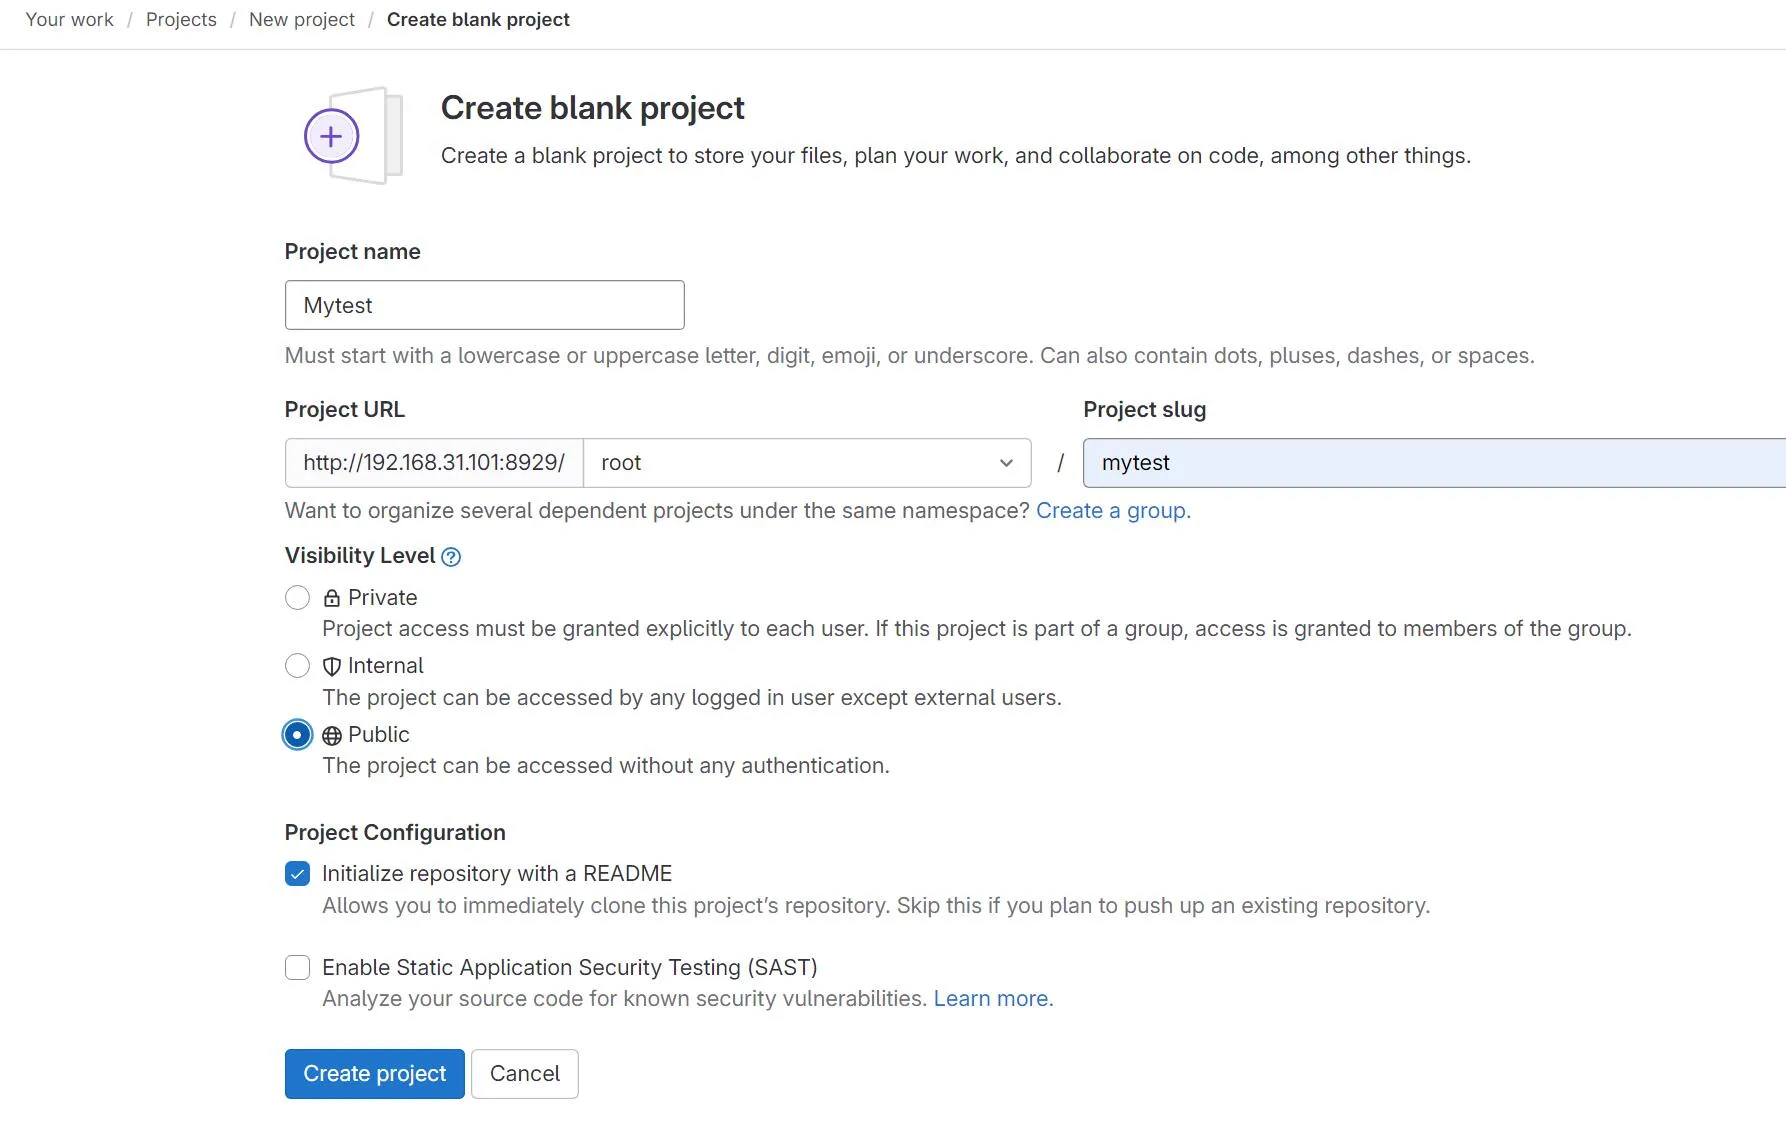 Your work / Projects / New project / Create blank project
Create blank project
Create a blank project to store your files, plan your work, and collaborate on code, among other things.
Project name
Mytest
Must start with a lowercase or uppercase letter, digit, emoji, or underscore. Can also contain dots, pluses, dashes, or spaces.
Project URL
Project slug
http://192.168.31.101:8929/ root / mytest
Want to organize several dependent projects under the same namespace? Create a group.
Visibility Level
Private
Project access must be granted explicitly to each user. If this project is part of a group, access is granted to members of the group.
Internal
The project can be accessed by any logged in user except external users.
Public
The project can be accessed without any authentication.
Project Configuration
Initialize repository with a README
Allows you to immediately clone this project’s repository. Skip this if you plan to push up an existing repository.
Enable Static Application Security Testing (SAST)
Analyze your source code for known security vulnerabilities. Learn more.
Create project
Cancel